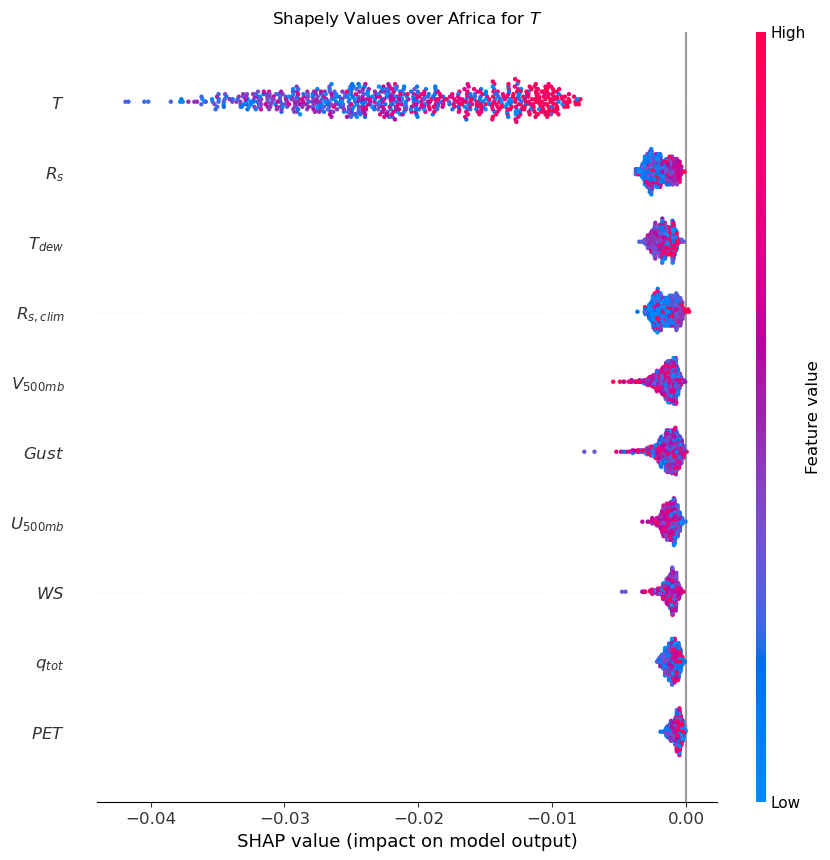 Shapely Values over Africa for T
High
T
R_s
T_dew
R_s,clim
V_500mb
Gust
U_500mb
WS
q_tot
PET
Feature value
Low
−0.04 −0.03 −0.02 −0.01 0.00
SHAP value (impact on model output)